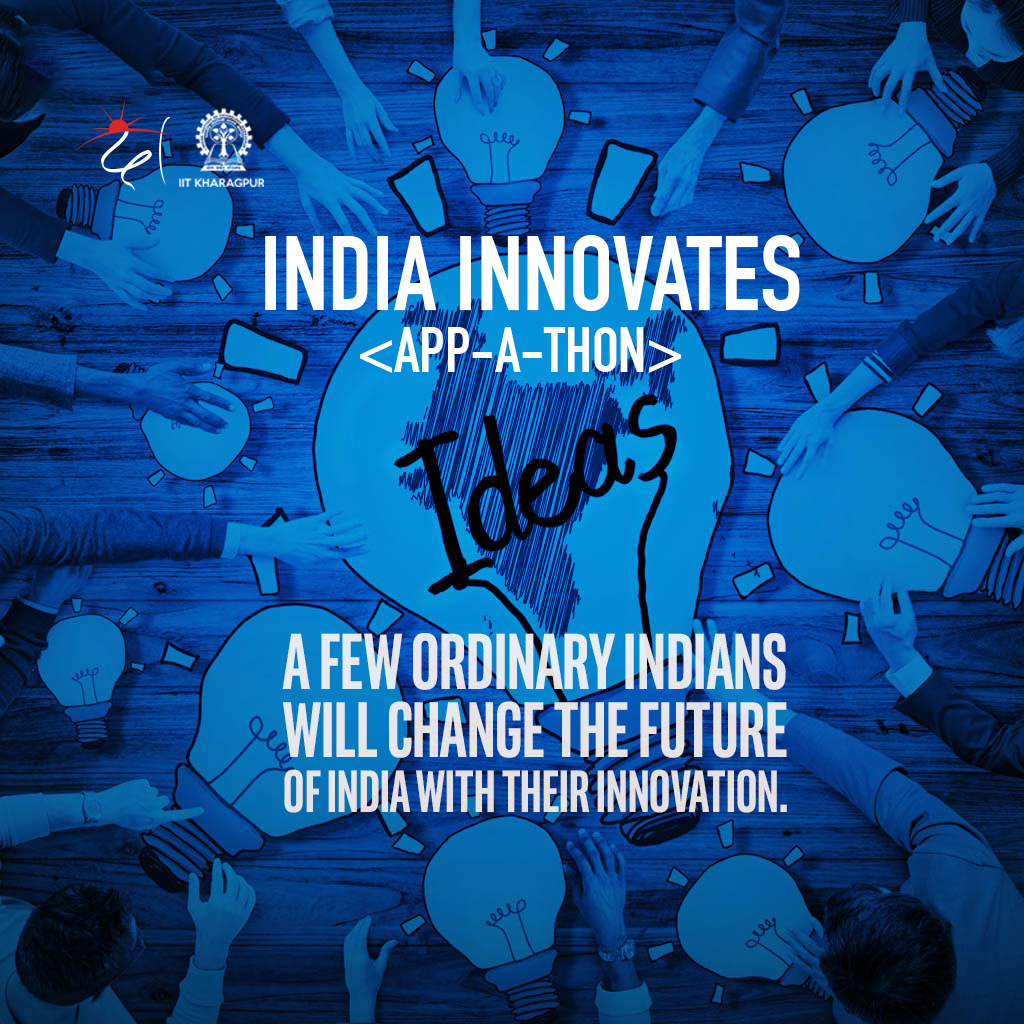 IIT KHARAGPUR
INDIA INNOVATES
<APP-A-THON>
Ideas
A FEW ORDINARY INDIANS
WILL CHANGE THE FUTURE
OF INDIA WITH THEIR INNOVATION.